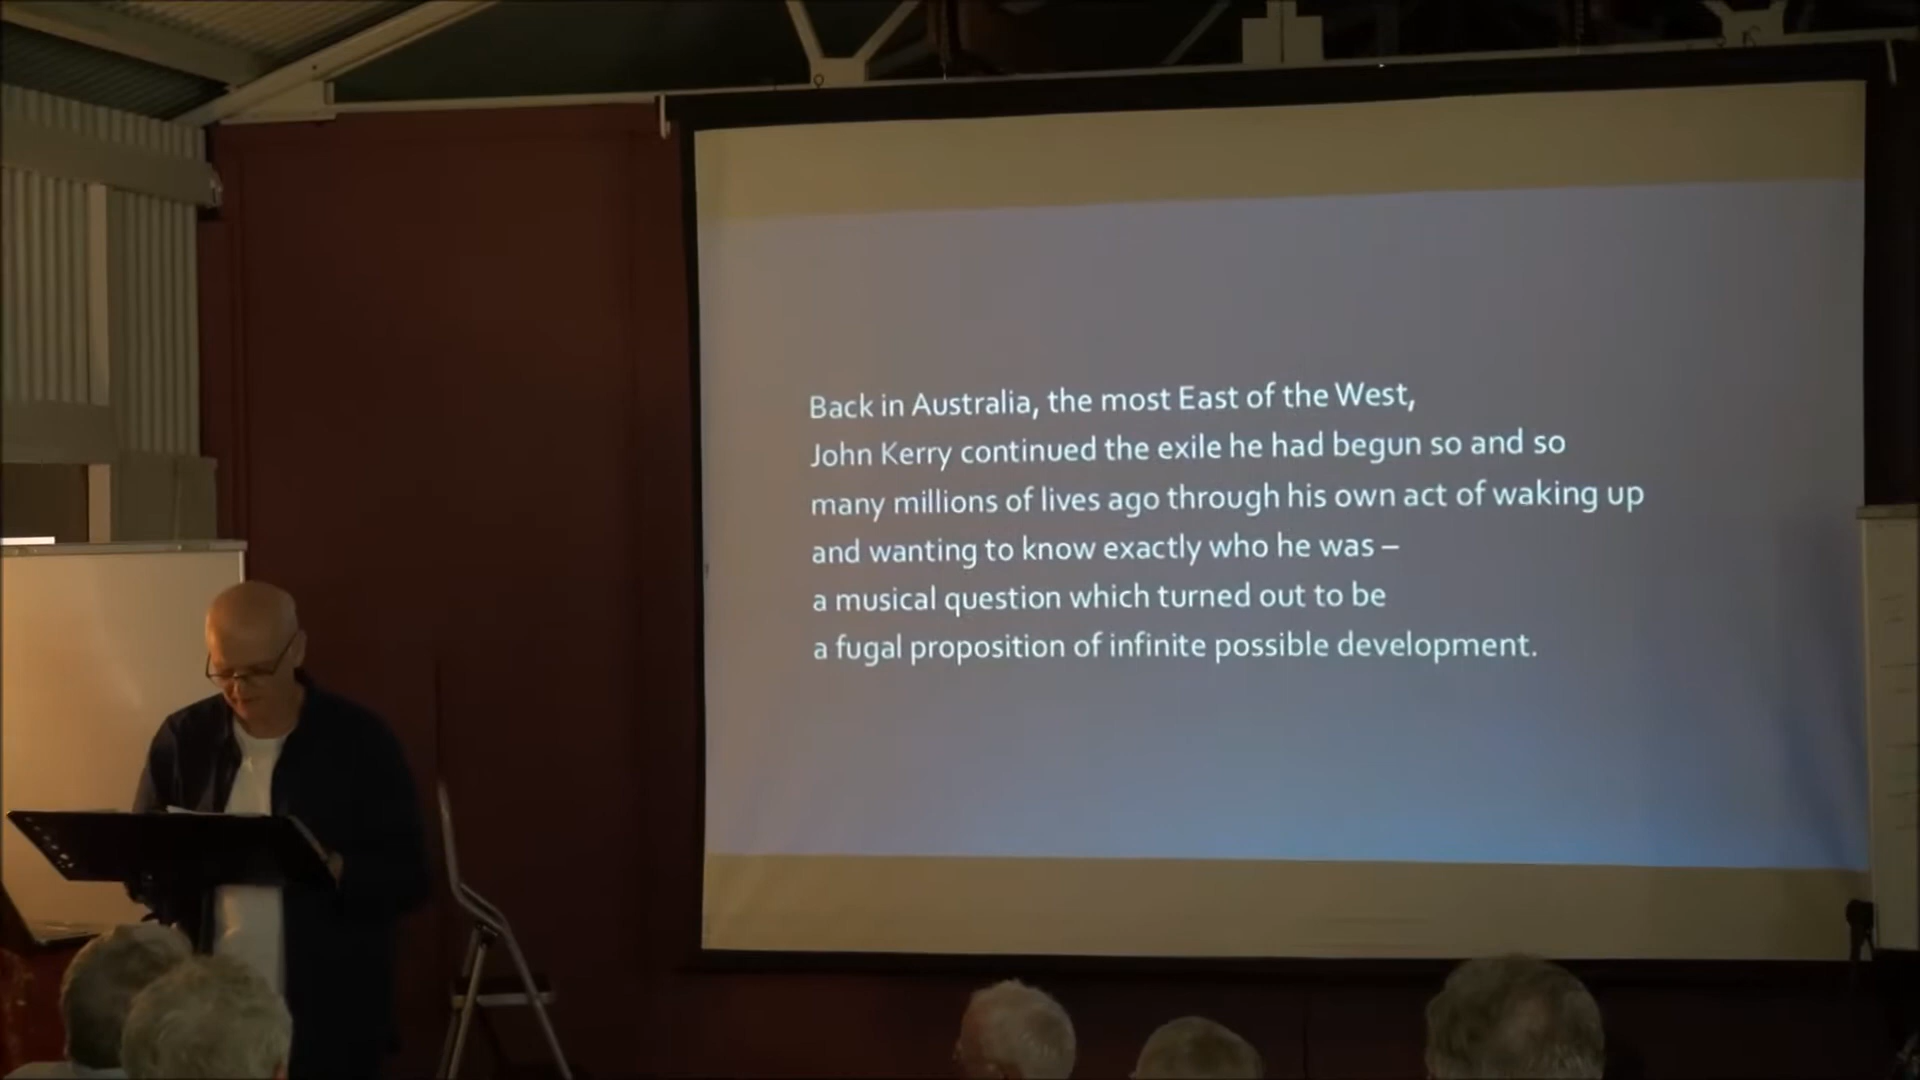 Back in Australia, the most East of the West,
John Kerry continued the exile he had begun so and so
many millions of lives ago through his own act of waking up
and wanting to know exactly who he was –
a musical question which turned out to be
a fugal proposition of infinite possible development.